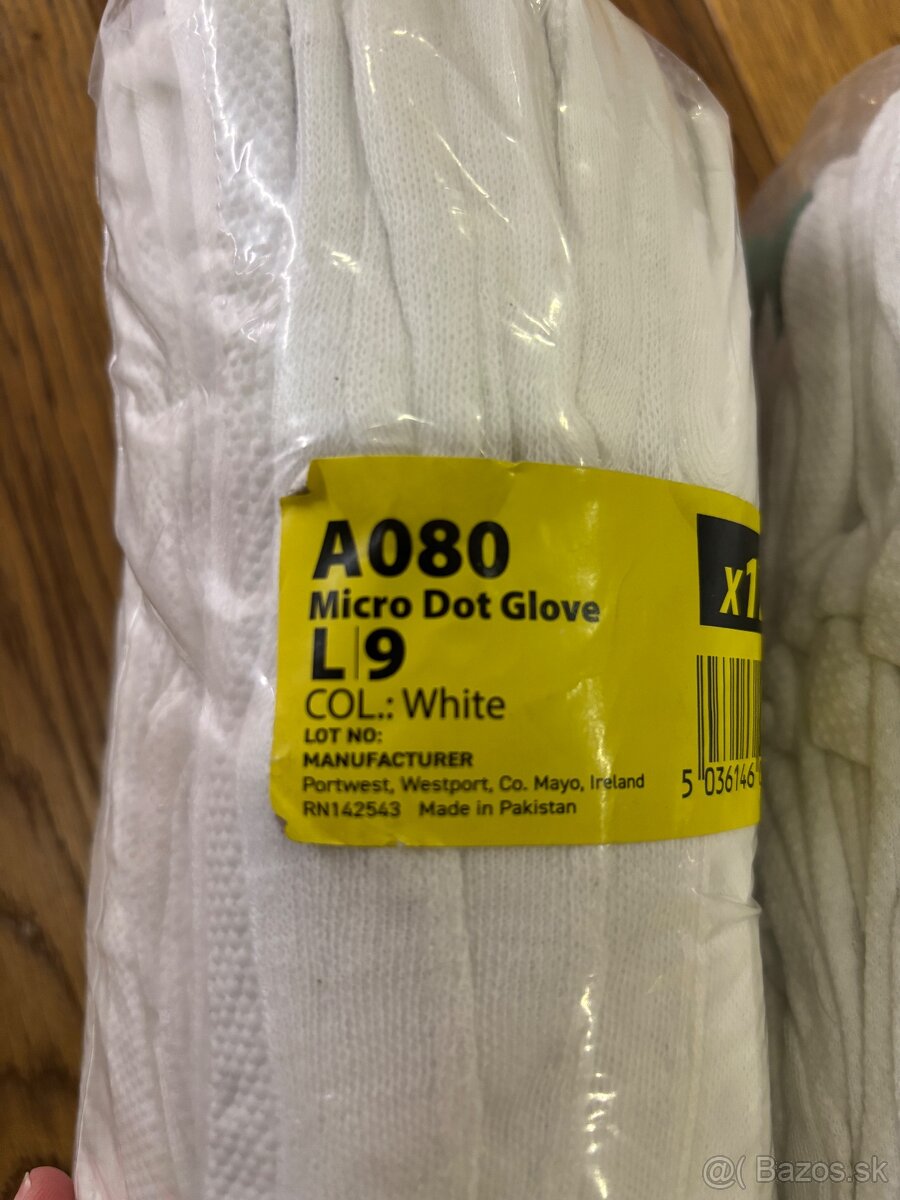 A080
Micro Dot Glove
L|9
COL.: White
LOT NO:
MANUFACTURER
Portwest, Westport, Co. Mayo, Ireland
RN142543 Made in Pakistan
5 036146
@( Bazos.sk